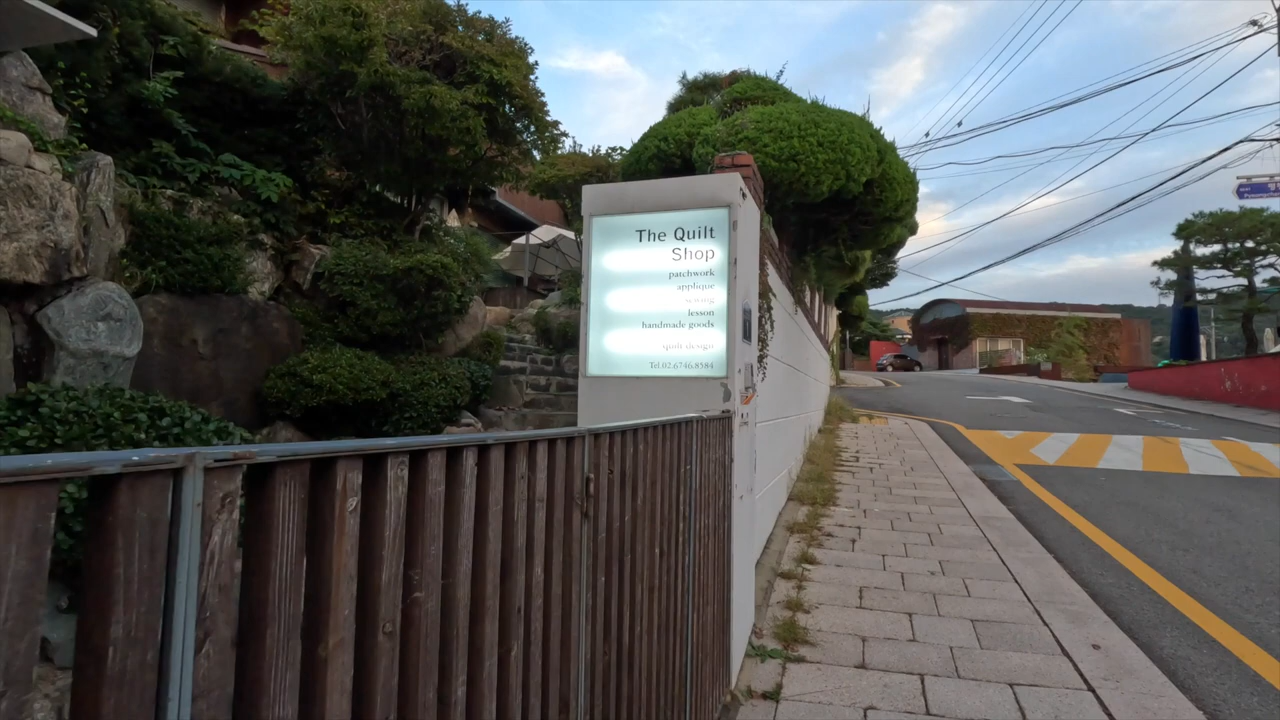 The Quilt
Shop
patchwork
applique
sewing
lesson
handmade goods
quilt design
Tel.02.6746.8584